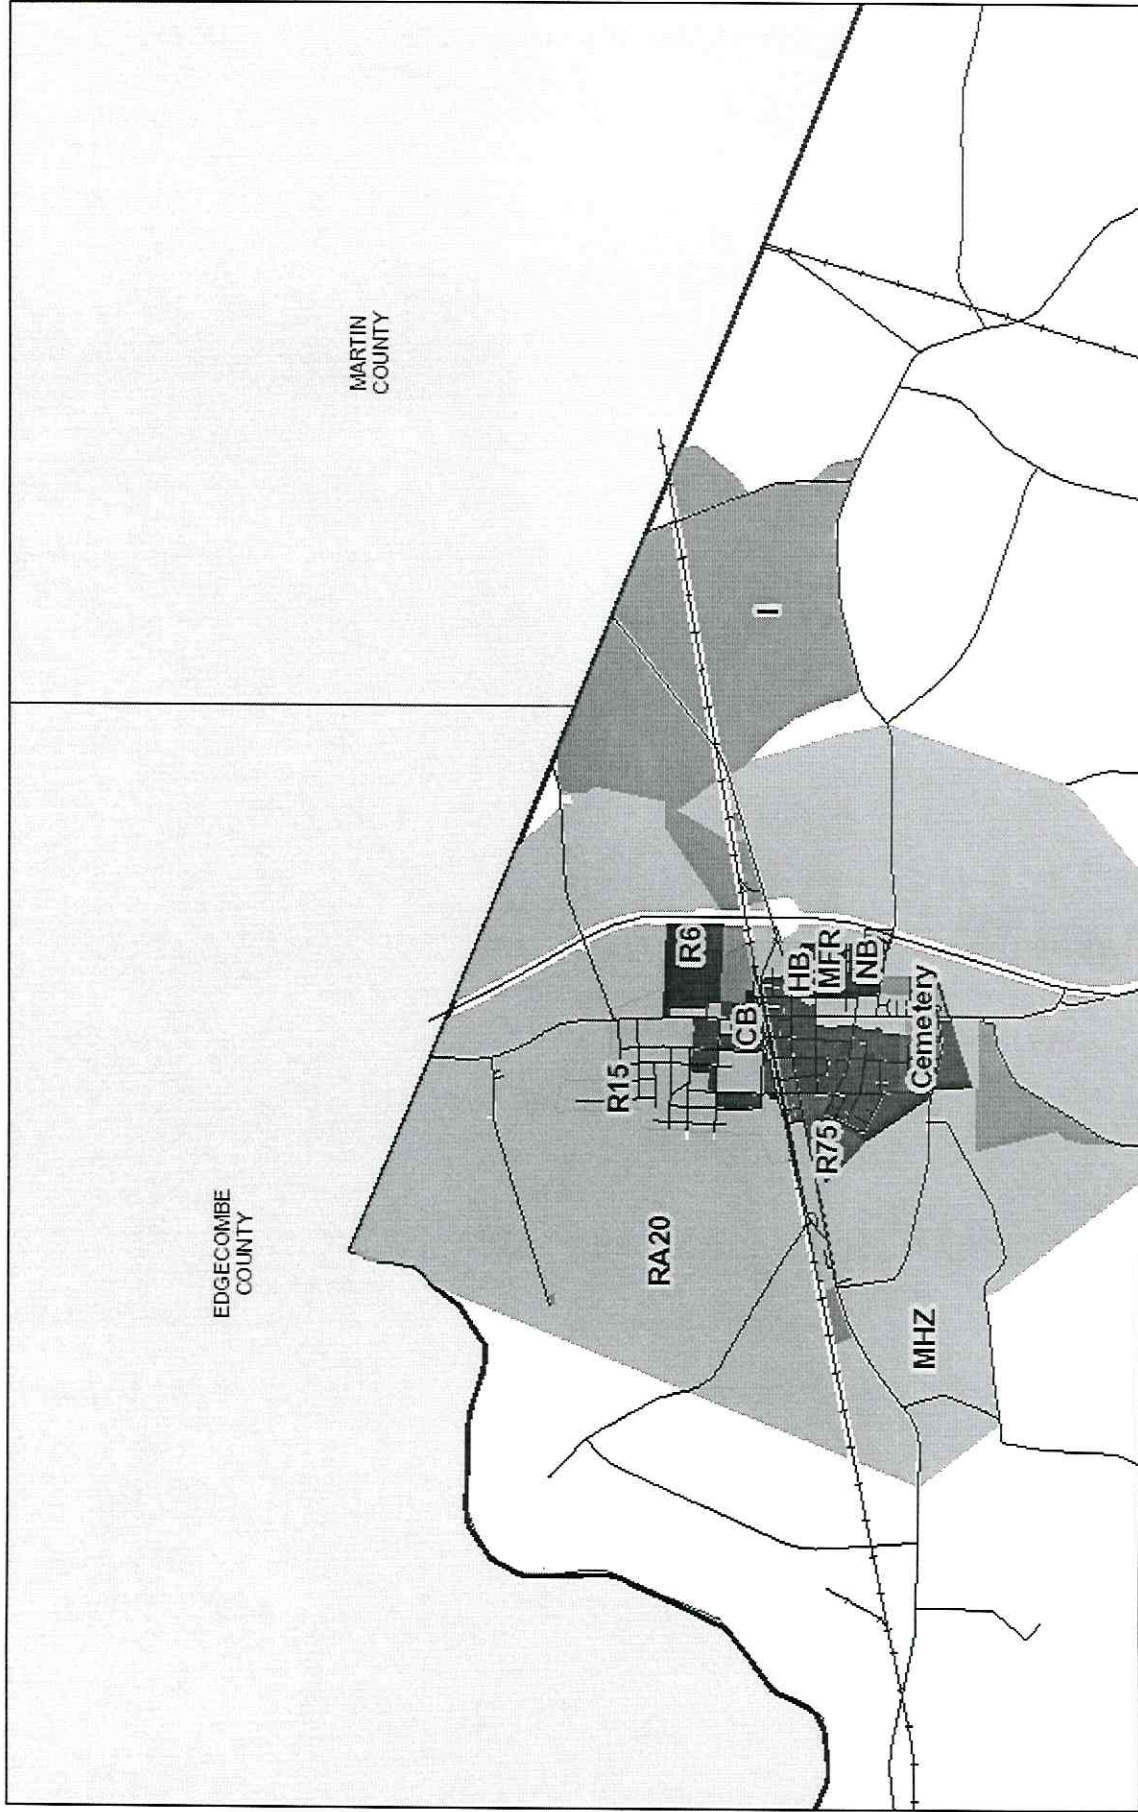 EDGECOMBE
COUNTY
MARTIN
COUNTY
R15
R6
RA20
CB
I
HB
MFR
R75
NB
MHZ
Cemetery